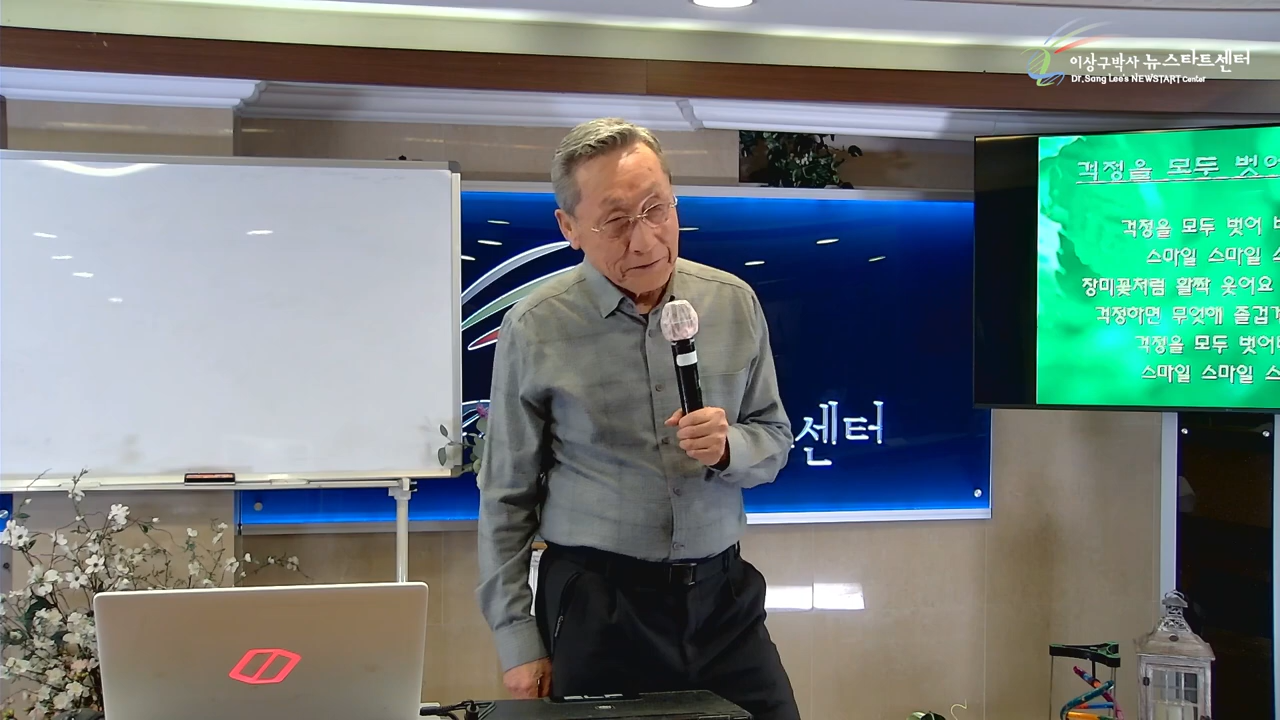 이상구박사 뉴스타트센터
Dr.Sang Lee's NEWSTART Center
걱정을 모두 벗어
걱정을 모두 벗어
스마일 스마일
장미꽃처럼 활짝 웃어요
걱정하면 무엇해 즐겁게
걱정을 모두 벗어버
스마일 스마일
센터